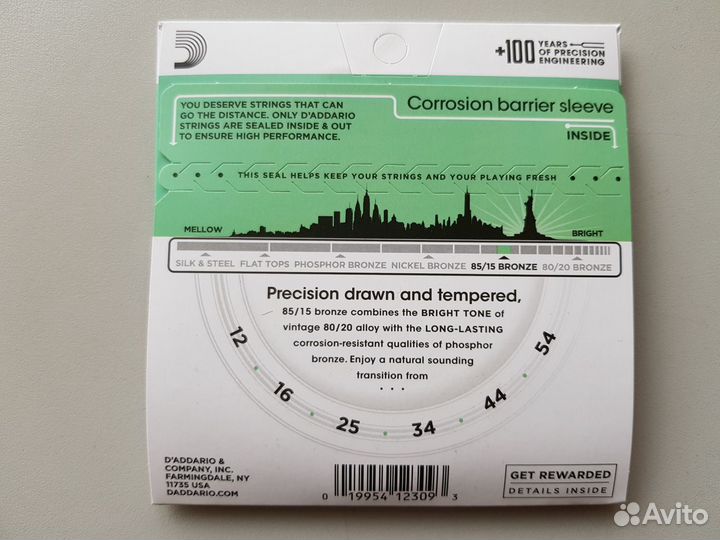 +100 YEARS
OF PRECISION
ENGINEERING
YOU DESERVE STRINGS THAT CAN
GO THE DISTANCE. ONLY D'ADDARIO
STRINGS ARE SEALED INSIDE & OUT
TO ENSURE HIGH PERFORMANCE.
Corrosion barrier sleeve
INSIDE
THIS SEAL HELPS KEEP YOUR STRINGS AND YOUR PLAYING FRESH
MELLOW BRIGHT
SILK & STEEL FLAT TOPS PHOSPHOR BRONZE NICKEL BRONZE 85/15 BRONZE 80/20 BRONZE
Precision drawn and tempered,
85/15 bronze combines the BRIGHT TONE of
vintage 80/20 alloy with the LONG-LASTING
corrosion-resistant qualities of phosphor
bronze. Enjoy a natural sounding
transition from
...
12 • 16 • 25 • 34 • 44 • 54
D'ADDARIO &
COMPANY, INC.
FARMINGDALE, NY
11735 USA
DADDARIO.COM
0 19954 12309 3
GET REWARDED
DETAILS INSIDE
Avito